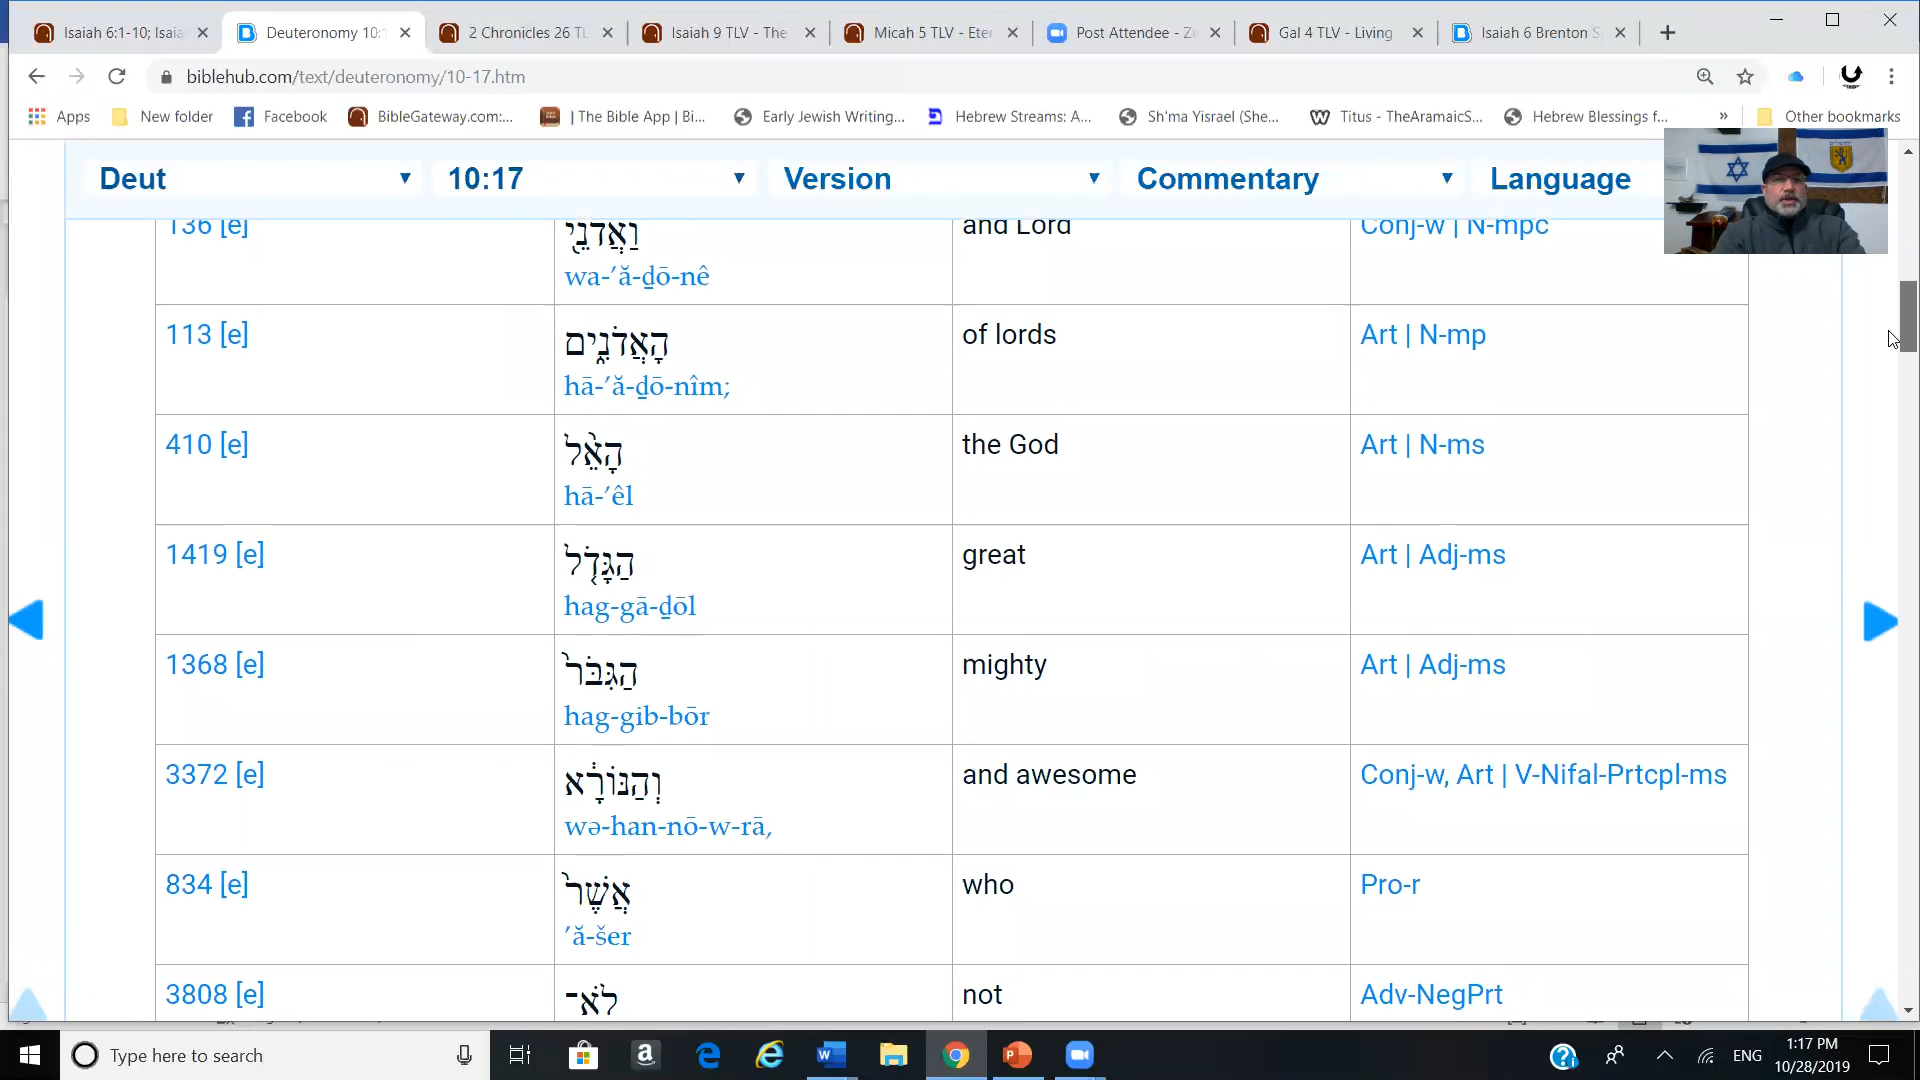 Isaiah 6:1-10; Isaia
Deuteronomy 10:1
2 Chronicles 26 TL
Isaiah 9 TLV - The
Micah 5 TLV - Eter
Post Attendee - Zo
Gal 4 TLV - Living
Isaiah 6 Brenton S
biblehub.com/text/deuteronomy/10-17.htm
Apps
New folder
Facebook
BibleGateway.com:...
| The Bible App | Bi...
Early Jewish Writing...
Hebrew Streams: A...
Sh'ma Yisrael (She...
Titus - TheAramaicS...
Hebrew Blessings f...
»
Other bookmarks
Deut
10:17
Version
Commentary
Language
136 [e]
וַאֲדֹנֵ֖י
wa-’ă-ḏō-nê
and Lord
Conj-w | N-mpc
113 [e]
הָאֲדֹנִ֑ים
hā-’ă-ḏō-nîm;
of lords
Art | N-mp
410 [e]
הָאֵ֨ל
hā-’êl
the God
Art | N-ms
1419 [e]
הַגָּדֹ֤ל
hag-gā-ḏōl
great
Art | Adj-ms
1368 [e]
הַגִּבֹּר֙
hag-gib-bōr
mighty
Art | Adj-ms
3372 [e]
וְהַנּוֹרָ֔א
wə-han-nō-w-rā,
and awesome
Conj-w, Art | V-Nifal-Prtcpl-ms
834 [e]
אֲשֶׁר֙
’ă-šer
who
Pro-r
3808 [e]
לֹא־
not
Adv-NegPrt
Type here to search
ENG
1:17 PM
10/28/2019